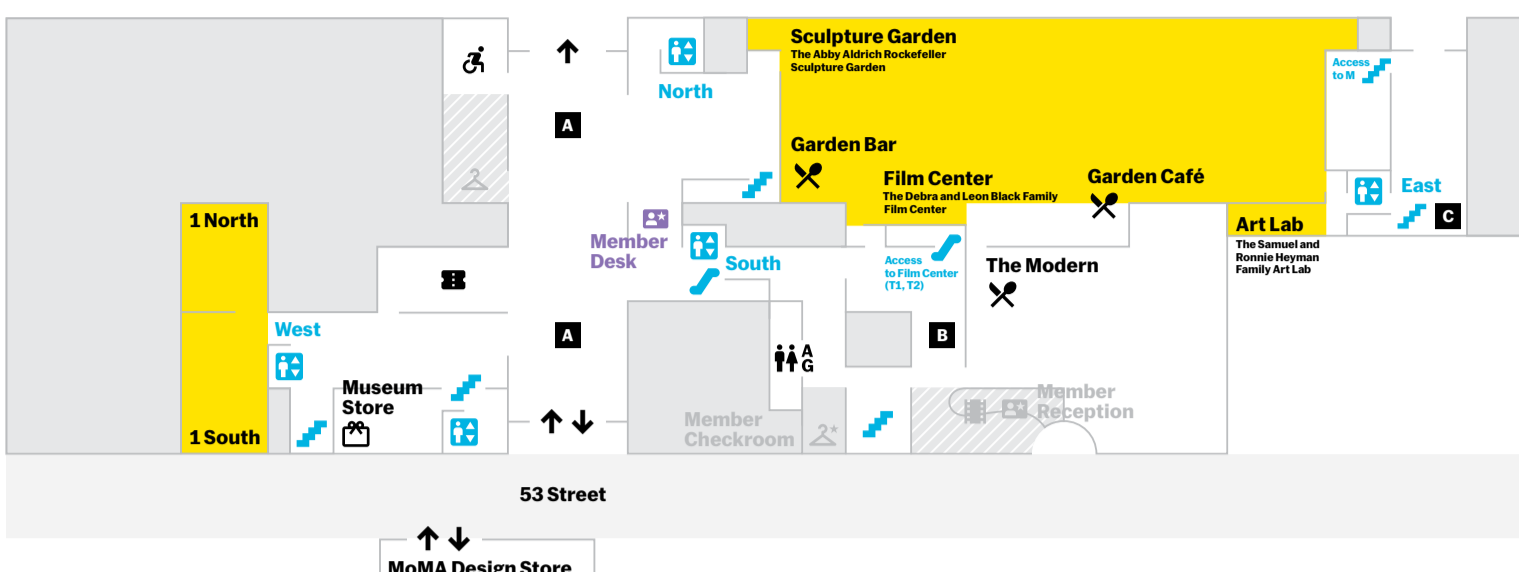 Sculpture Garden
The Abby Aldrich Rockefeller
Sculpture Garden
Access
to M
North
A
Garden Bar
Film Center
The Debra and Leon Black Family
Film Center
Garden Café
East
C
1 North
Member
Desk
South
Access
to Film Center
(T1, T2)
The Modern
Art Lab
The Samuel and
Ronnie Heyman
Family Art Lab
West
A
B
A
G
Museum
Store
1 South
Member
Checkroom
Member
Reception
53 Street
MoMA Design Store